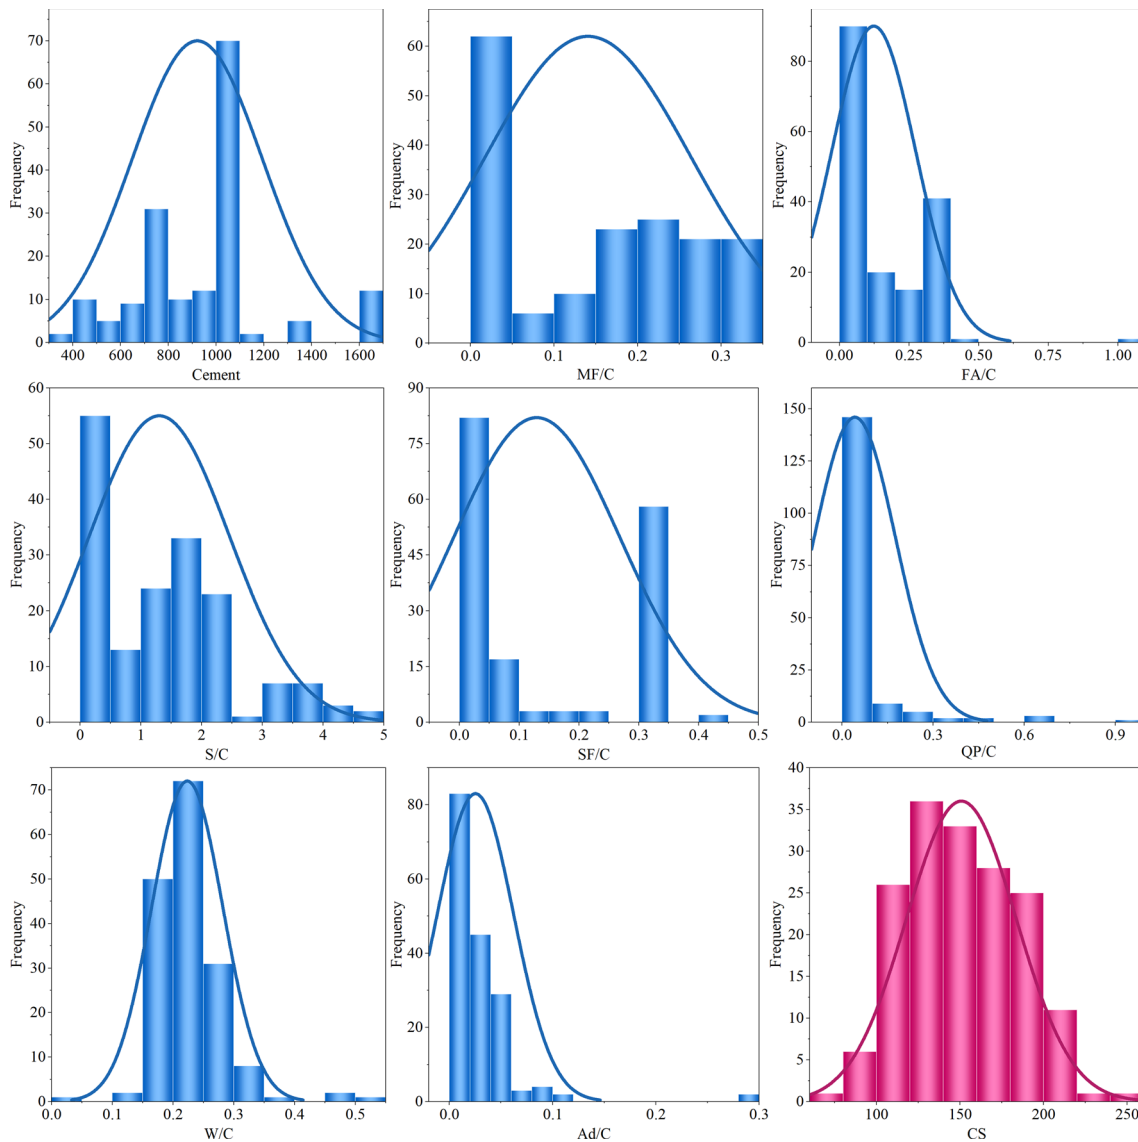 70
60
50
40
30
20
10
0
Frequency
400 600 800 1000 1200 1400 1600
Cement
60
50
40
30
20
10
0
Frequency
0.0 0.1 0.2 0.3
MF/C
80
60
40
20
0
Frequency
0.00 0.25 0.50 0.75 1.00
FA/C
60
50
40
30
20
10
0
Frequency
0 1 2 3 4 5
S/C
90
75
60
45
30
15
0
Frequency
0.0 0.1 0.2 0.3 0.4 0.5
SF/C
150
125
100
75
50
25
0
Frequency
0.0 0.3 0.6 0.9
QP/C
70
60
50
40
30
20
10
0
Frequency
0.0 0.1 0.2 0.3 0.4 0.5
W/C
80
60
40
20
0
Frequency
0.0 0.1 0.2 0.3
Ad/C
40
35
30
25
20
15
10
5
0
Frequency
100 150 200 250
CS